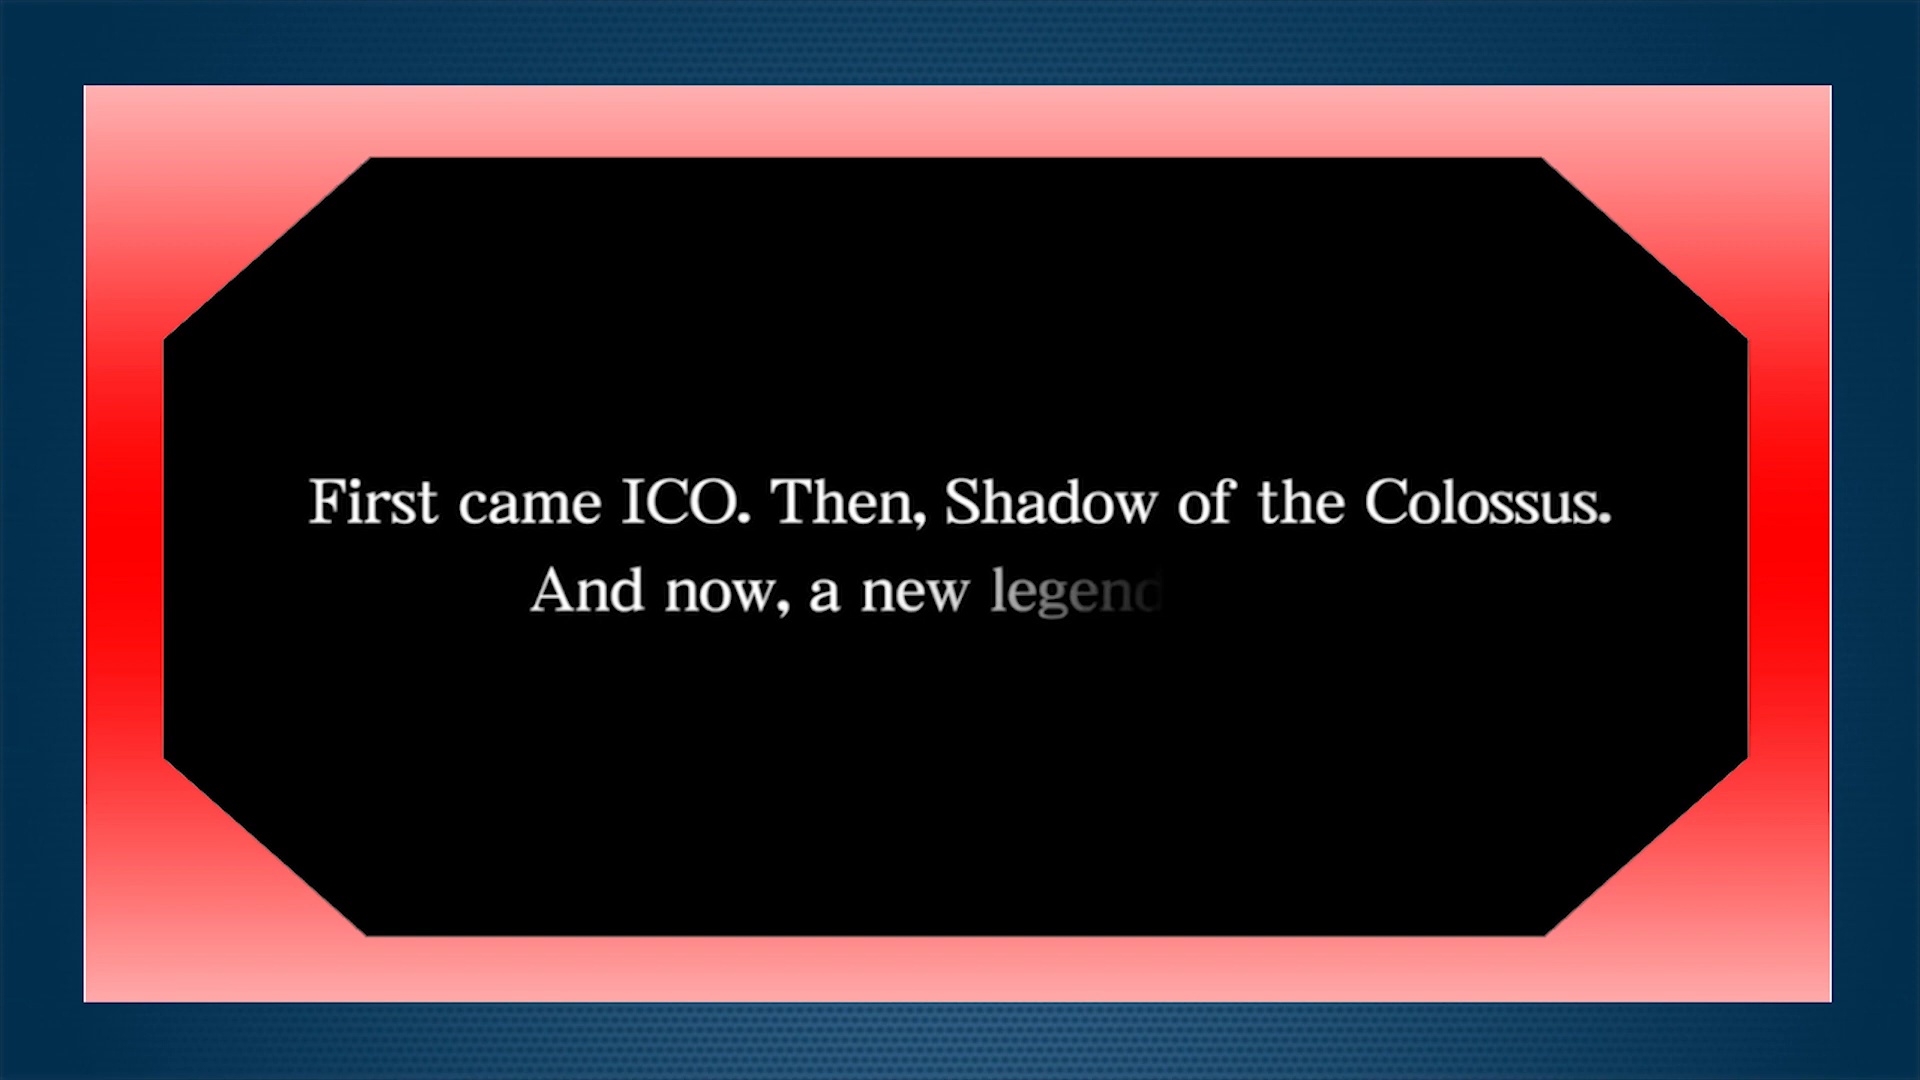 First came ICO. Then, Shadow of the Colossus.
And now, a new legend